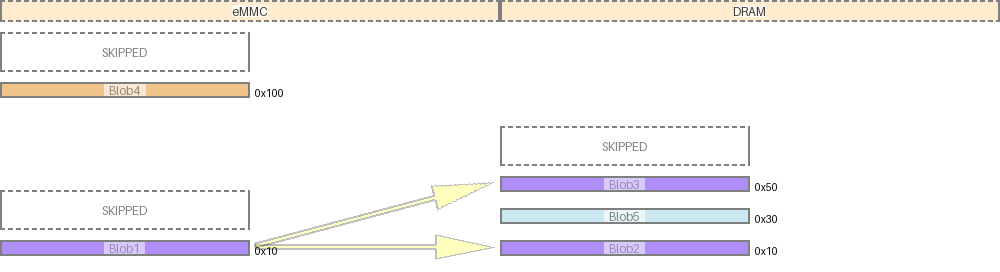 eMMC
DRAM
SKIPPED
Blob4
0x100
SKIPPED
Blob3
0x50
SKIPPED
Blob5
0x30
Blob1
0x10
Blob2
0x10